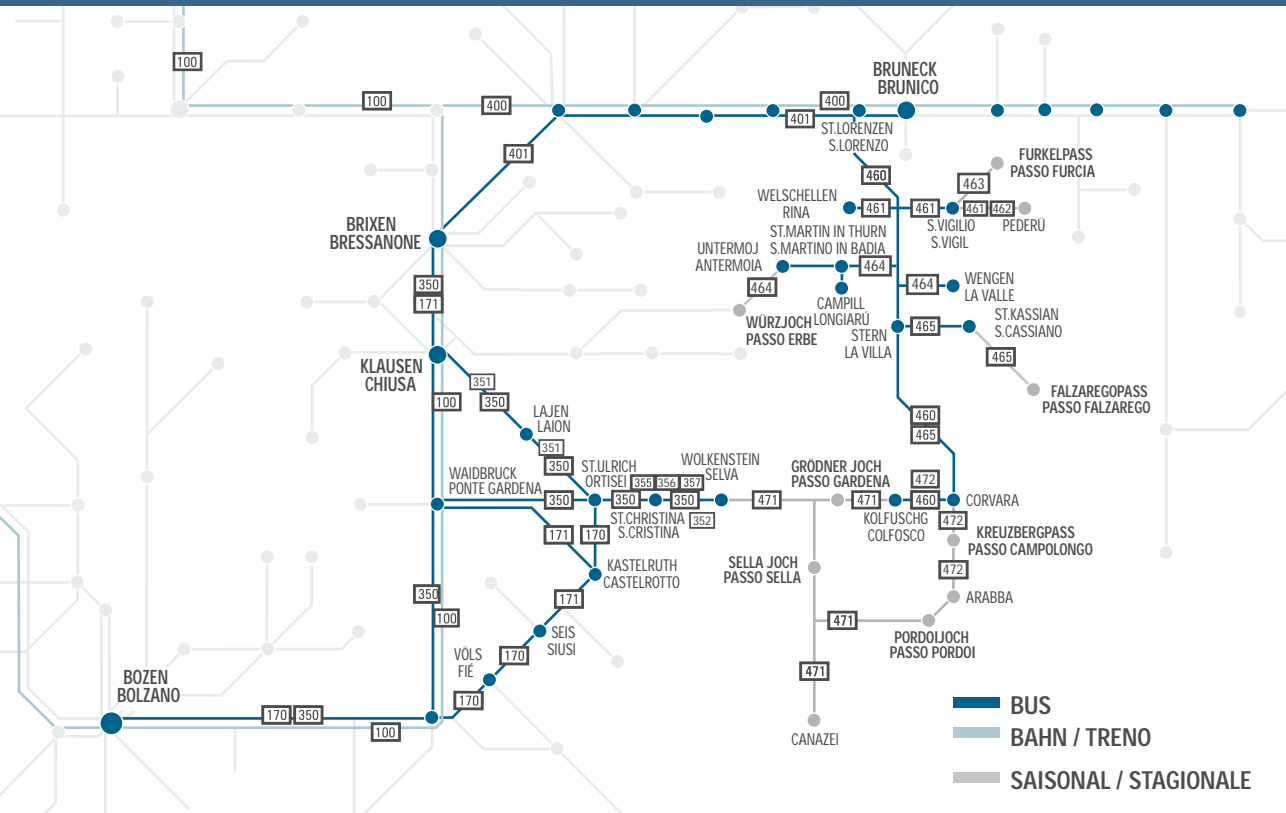 100
100
400
400
401
401
BRUNECK
BRUNICO
ST.LORENZEN
S.LORENZO
460
FURKELPASS
PASSO FURCIA
463
WELSCHELLEN
RINA
461
461
461
462
S.VIGILIO
S.VIGIL
PEDERÜ
BRIXEN
BRESSANONE
ST.MARTIN IN THURN
S.MARTINO IN BADIA
UNTERMOJ
ANTERMOIA
464
464
464
WENGEN
LA VALLE
CAMPILL
LONGIARÚ
WÜRZJOCH
PASSO ERBE
STERN
LA VILLA
465
ST.KASSIAN
S.CASSIANO
465
FALZAREGOPASS
PASSO FALZAREGO
350
171
KLAUSEN
CHIUSA
100
351
350
LAJEN
LAION
351
350
460
465
WAIDBRUCK
PONTE GARDENA
350
ST.ULRICH
ORTISEI
355
356
357
350
350
WOLKENSTEIN
SELVA
352
ST.CHRISTINA
S.CRISTINA
471
GRÖDNER JOCH
PASSO GARDENA
471
472
460
KOLFUSCHG
COLFOSCO
CORVARA
472
KREUZBERGPASS
PASSO CAMPOLONGO
472
ARABBA
171
170
KASTELRUTH
CASTELROTTO
SELLA JOCH
PASSO SELLA
471
PORDOIJOCH
PASSO PORDOI
471
CANAZEI
350
100
171
SEIS
SIUSI
170
VÖLS
FIÉ
170
BOZEN
BOLZANO
170
350
100
BUS
BAHN / TRENO
SAISONAL / STAGIONALE